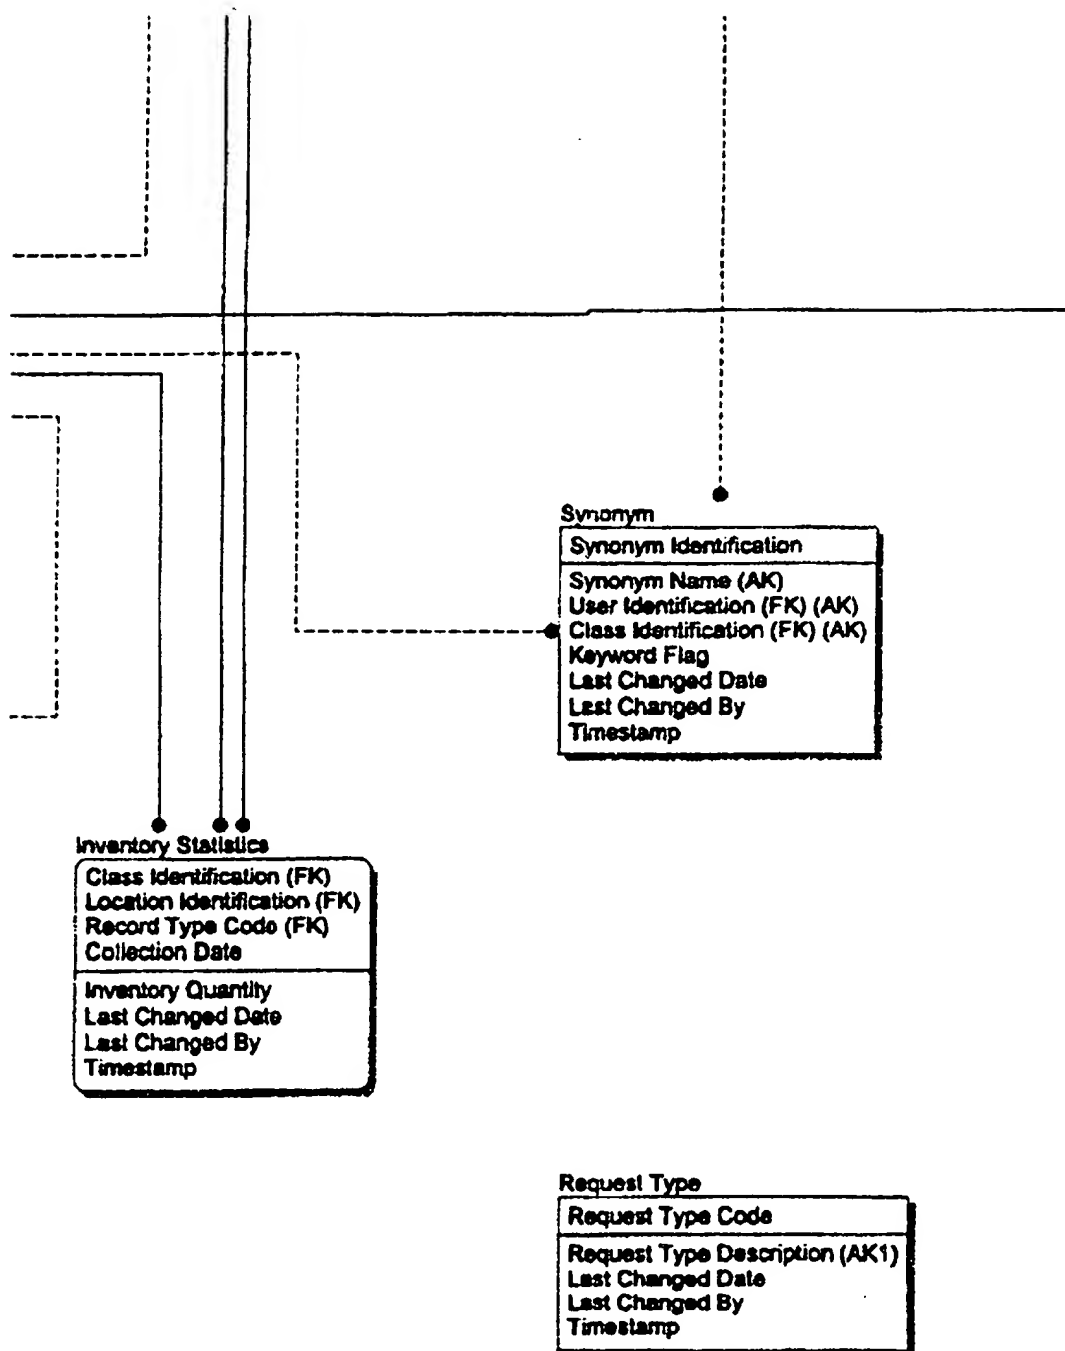 Synonym
Synonym Identification
Synonym Name (AK)
User Identification (FK) (AK)
Class Identification (FK) (AK)
Keyword Flag
Last Changed Date
Last Changed By
Timestamp
Inventory Statistics
Class Identification (FK)
Location Identification (FK)
Record Type Code (FK)
Collection Date
Inventory Quantity
Last Changed Date
Last Changed By
Timestamp
Request Type
Request Type Code
Request Type Description (AK1)
Last Changed Date
Last Changed By
Timestamp